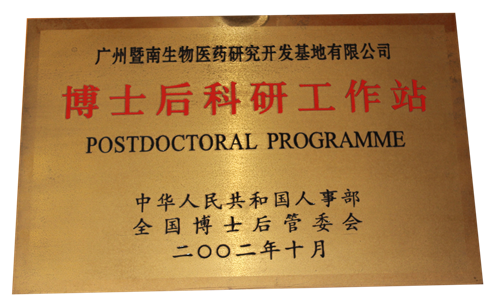 广州暨南生物医药研究开发基地有限公司
博士后科研工作站
POSTDOCTORAL PROGRAMME
中华人民共和国人事部
全国博士后管委会
二〇〇二年十月